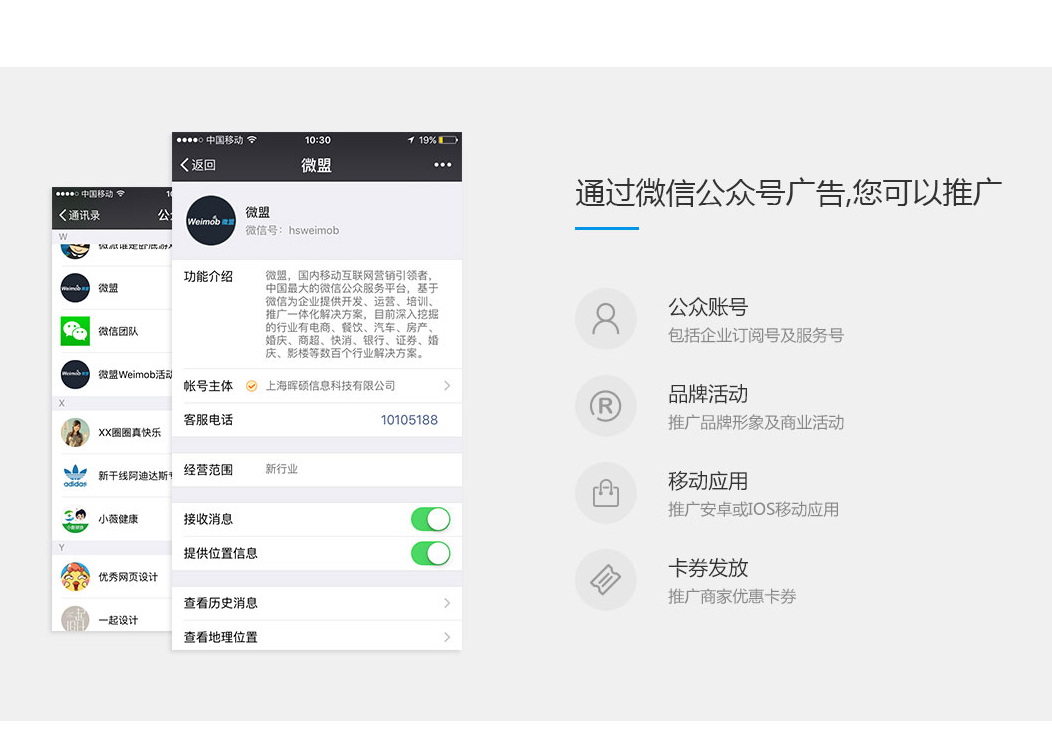 中国移动
10:30
19%
返回
微盟
Weimob 微盟
微盟
微信号: hsweimob
功能介绍
微盟，国内移动互联网营销引领者，
中国最大的微信公众服务平台，基于
微信为企业提供开发、运营、培训、
推广一体化解决方案，目前深入挖掘
的行业有电商、餐饮、汽车、房产、
婚庆、商超、快消、银行、证券、婚
庆、影楼等数百个行业解决方案。
帐号主体
上海晖硕信息科技有限公司
客服电话
10105188
经营范围
新行业
接收消息
提供位置信息
查看历史消息
查看地理位置
中国移动
通讯录
W
微盟
微信团队
微盟Weimob活动
X
XX圈圈真快乐
adidas
新干线阿迪达斯
小薇健康
Y
优秀网页设计
一起设计
通过微信公众号广告,您可以推广
公众账号
包括企业订阅号及服务号
R
品牌活动
推广品牌形象及商业活动
移动应用
推广安卓或IOS移动应用
卡券发放
推广商家优惠卡券